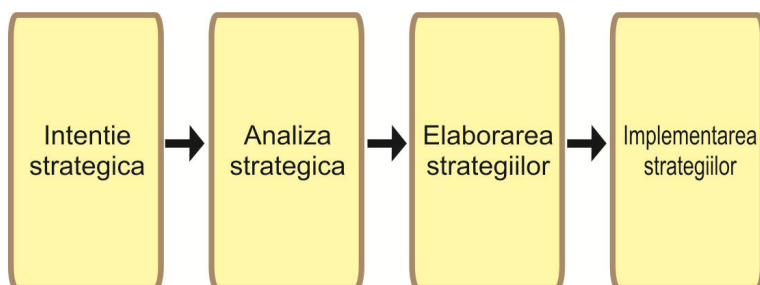 Intentie
strategica
Analiza
strategica
Elaborarea
strategiilor
Implementarea
strategiilor